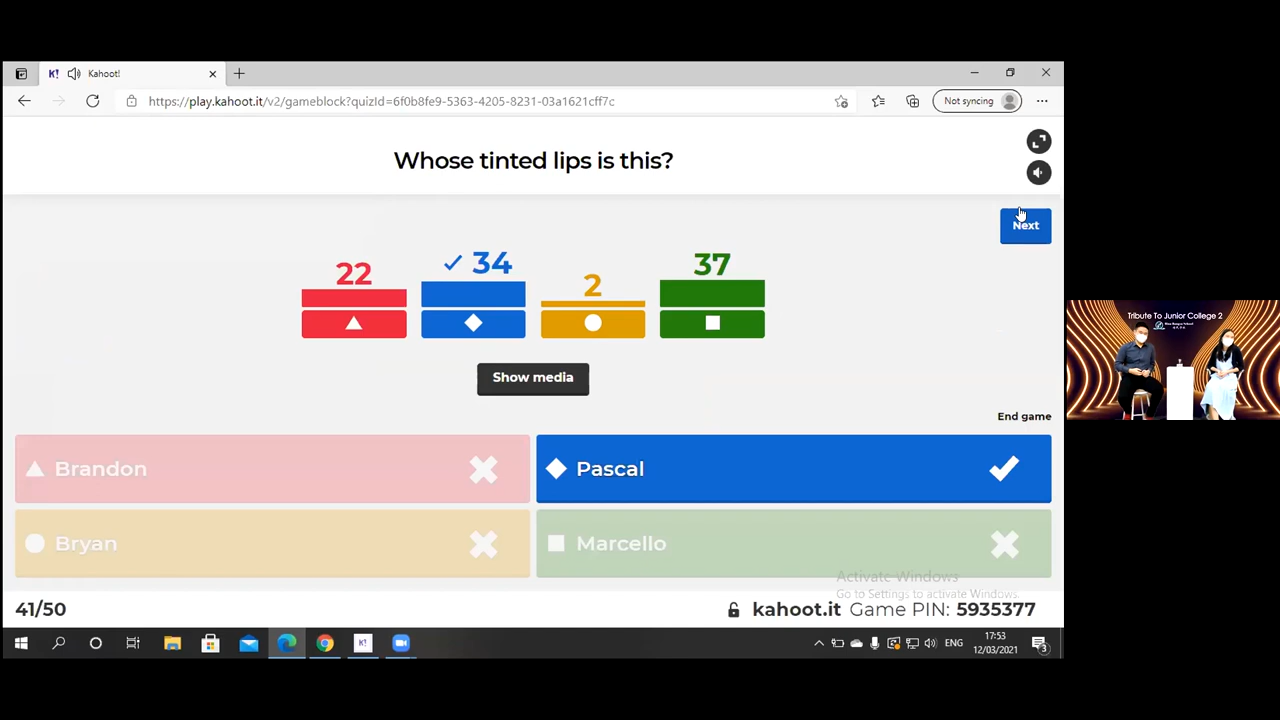 Kahoot!
https://play.kahoot.it/v2/gameblock?quizId=6f0b8fe9-5363-4205-8231-03a1621cff7c
Not syncing
Whose tinted lips is this?
Next
22
34
2
37
Show media
End game
Brandon
Pascal
Bryan
Marcello
Activate Windows
Go to Settings to activate Windows.
41/50
kahoot.it Game PIN: 5935377
ENG
17:53
12/03/2021
3
Tribute To Junior College 2